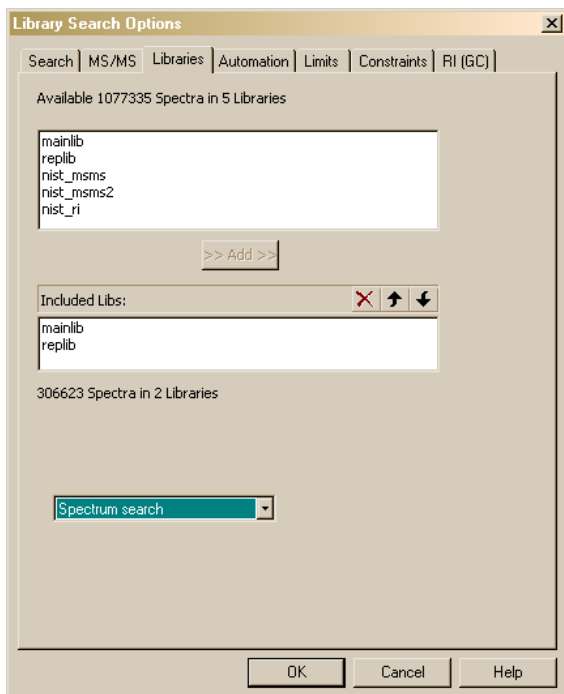 Library Search Options
Search MS/MS Libraries Automation Limits Constraints RI (GC)
Available 1077335 Spectra in 5 Libraries
mainlib
replib
nist_msms
nist_msms2
nist_ri
>> Add >>
Included Libs:
mainlib
replib
306623 Spectra in 2 Libraries
Spectrum search
OK Cancel Help